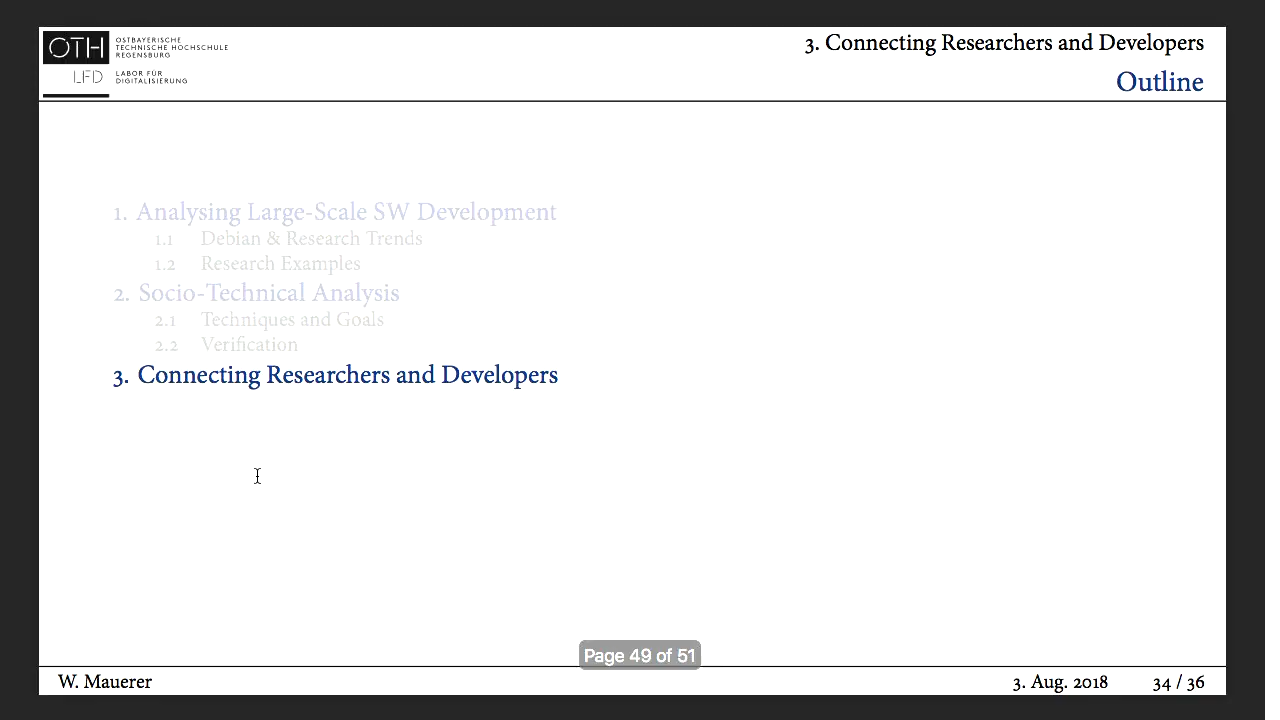 OTH
OSTBAYERISCHE
TECHNISCHE HOCHSCHULE
REGENSBURG
LFD
LABOR FÜR
DIGITALISIERUNG
3. Connecting Researchers and Developers
Outline
1. Analysing Large-Scale SW Development
1.1 Debian & Research Trends
1.2 Research Examples
2. Socio-Technical Analysis
2.1 Techniques and Goals
2.2 Verification
3. Connecting Researchers and Developers
Page 49 of 51
W. Mauerer
3. Aug. 2018
34 / 36